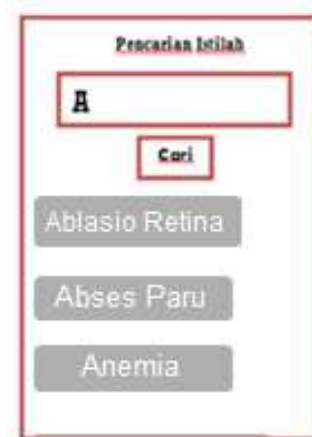 Pencarian Istilah
A
Cari
Ablasio Retina
Abses Paru
Anemia